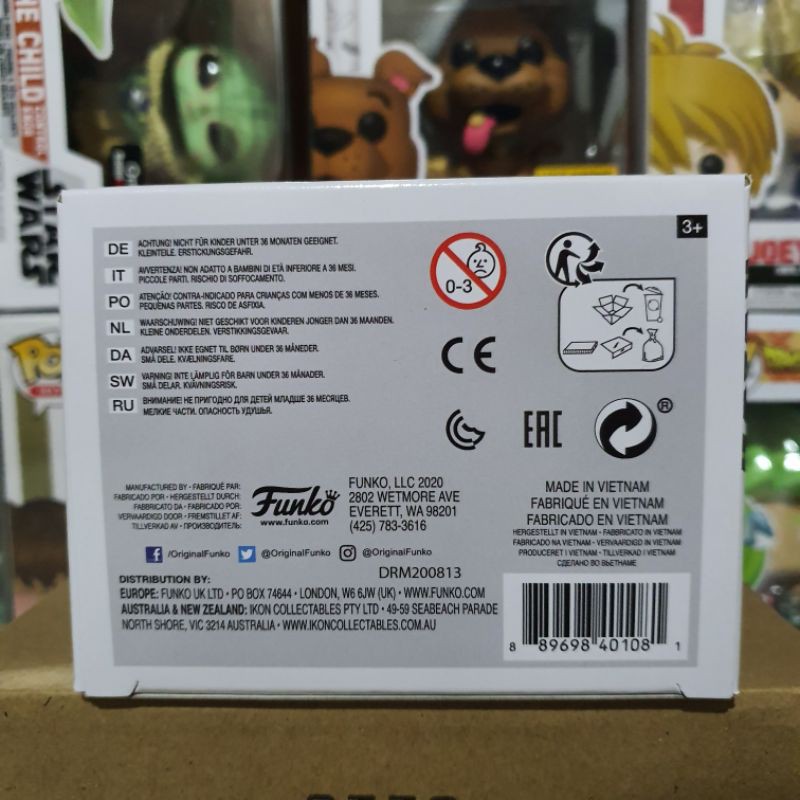 THE CHILD
STAR
WARS
JOEY
3+
DE ACHTUNG! NICHT FÜR KINDER UNTER 36 MONATEN GEEIGNET.
KLEINTEILE. ERSTICKUNGSGEFAHR.
IT AVVERTENZA! NON ADATTO A BAMBINI DI ETÀ INFERIORE A 36 MESI.
PICCOLE PARTI. RISCHIO DI SOFFOCAMENTO.
PO ATENÇÃO! CONTRA-INDICADO PARA CRIANÇAS COM MENOS DE 36 MESES.
PEQUENAS PARTES. RISCO DE ASFIXIA.
NL WAARSCHUWING! NIET GESCHIKT VOOR KINDEREN JONGER DAN 36 MAANDEN.
KLEINE ONDERDELEN. VERSTIKKINGSGEVAAR.
DA ADVARSEL! IKKE EGNET TIL BØRN UNDER 36 MÅNEDER.
SMÅ DELE. KVÆLNINGSFARE.
SW VARNING! INTE LÄMPLIG FÖR BARN UNDER 36 MÅNADER.
SMÅ DELAR. KVÄVNINGSRISK.
RU ВНИМАНИЕ! НЕ ПРИГОДНО ДЛЯ ДЕТЕЙ МЛАДШЕ 36 МЕСЯЦЕВ.
МЕЛКИЕ ЧАСТИ. ОПАСНОСТЬ УДУШЬЯ.
0-3
CE
EAC
®
MANUFACTURED BY • FABRIQUÉ PAR:
FABRICADO POR • HERGESTELLT DURCH:
FABBRICATO DA • FABRICADO POR:
VERVAARDIGD DOOR • FREMSTILLET AF:
TILLVERKAD AV • ПРОИЗВОДИТЕЛЬ:
Funko
www.funko.com
FUNKO, LLC 2020
2802 WETMORE AVE
EVERETT, WA 98201
(425) 783-3616
MADE IN VIETNAM
FABRIQUÉ EN VIETNAM
FABRICADO EN VIETNAM
HERGESTELLT IN VIETNAM • FABBRICATO IN VIETNAM
FABRICADO NA VIETNAM • VERVAARDIGD IN VIETNAM
PRODUCERET I VIETNAM • TILLVERKAD I VIETNAM
СДЕЛАНО ВО ВЬЕТНАМЕ
/OriginalFunko @OriginalFunko @OriginalFunko
DRM200813
DISTRIBUTION BY:
EUROPE: FUNKO UK LTD • PO BOX 74644 • LONDON, W6 6JW (UK) • WWW.FUNKO.COM
AUSTRALIA & NEW ZEALAND: IKON COLLECTABLES PTY LTD • 49-59 SEABEACH PARADE
NORTH SHORE, VIC 3214 AUSTRALIA • WWW.IKONCOLLECTABLES.COM.AU
8 89698 40108 1